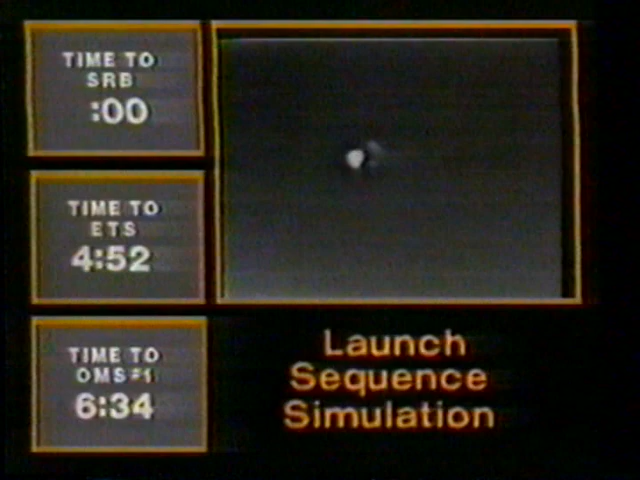 TIME TO
SRB
:00
TIME TO
ETS
4:52
TIME TO
OMS#1
6:34
Launch
Sequence
Simulation